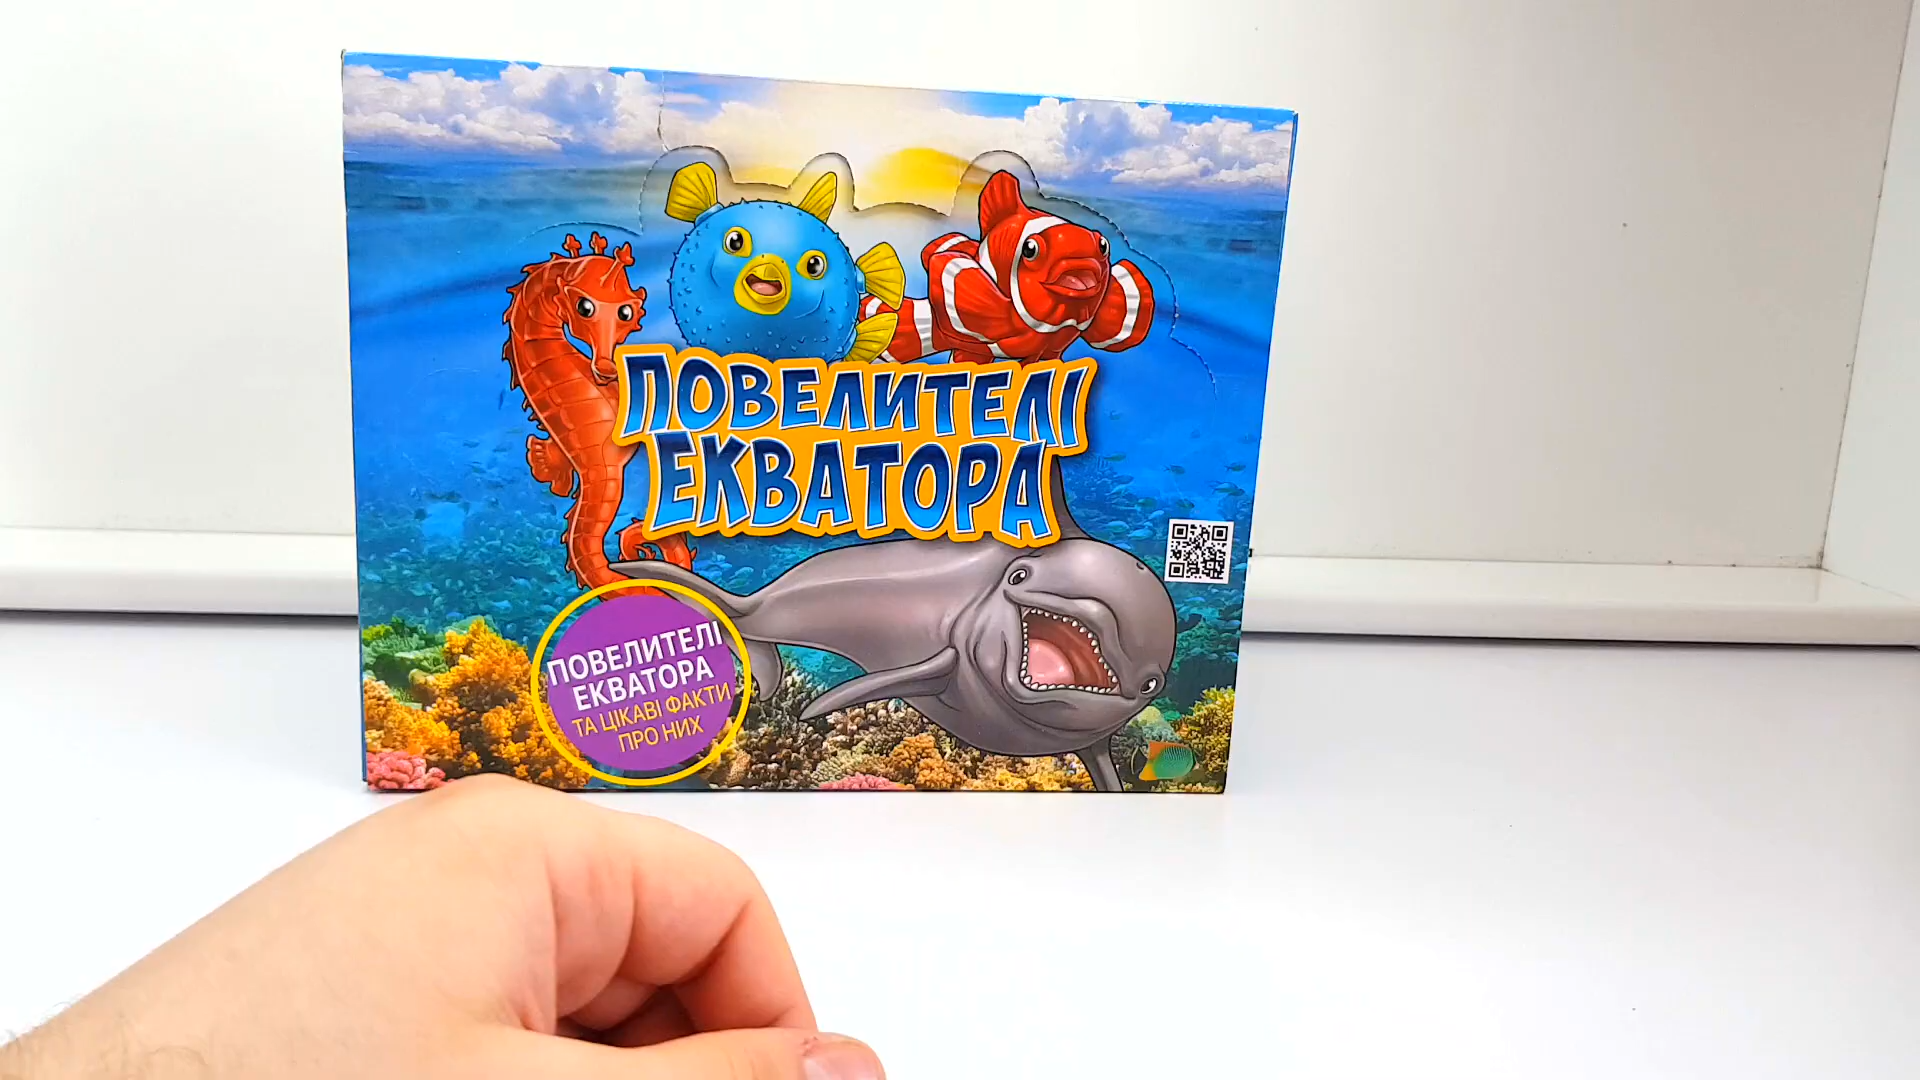 ПОВЕЛИТЕЛІ
ЕКВАТОРА
ПОВЕЛИТЕЛІ
ЕКВАТОРА
ТА ЦІКАВІ ФАКТИ
ПРО НИХ